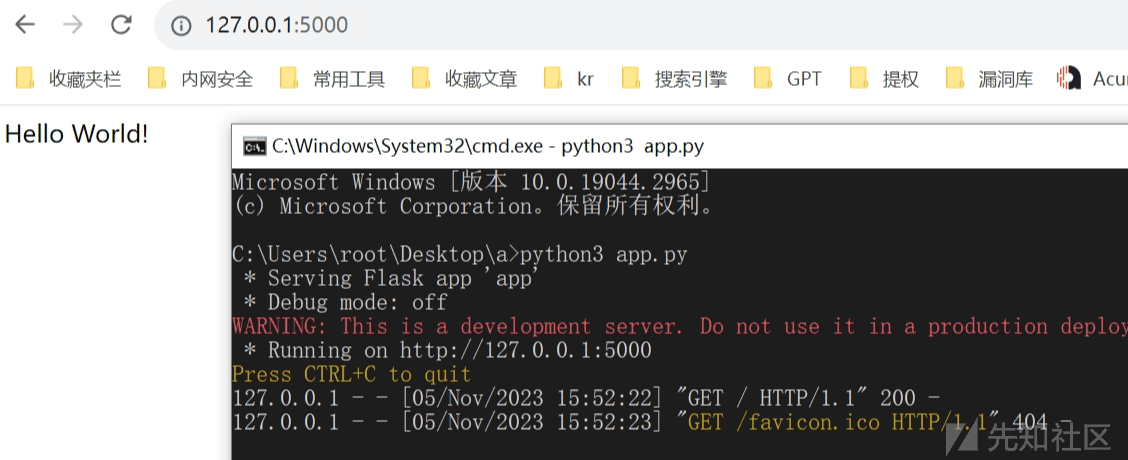 127.0.0.1:5000
收藏夹栏 内网安全 常用工具 收藏文章 kr 搜索引擎 GPT 提权 漏洞库 Acu
Hello World!
C:\Windows\System32\cmd.exe - python3  app.py
Microsoft Windows [版本 10.0.19044.2965]
(c) Microsoft Corporation。保留所有权利。
C:\Users\root\Desktop\a>python3 app.py
 * Serving Flask app 'app'
 * Debug mode: off
WARNING: This is a development server. Do not use it in a production deploy
 * Running on http://127.0.0.1:5000
Press CTRL+C to quit
127.0.0.1 - - [05/Nov/2023 15:52:22] "GET / HTTP/1.1" 200 -
127.0.0.1 - - [05/Nov/2023 15:52:23] "GET /favicon.ico HTTP/1.1" 404 -
先知社区